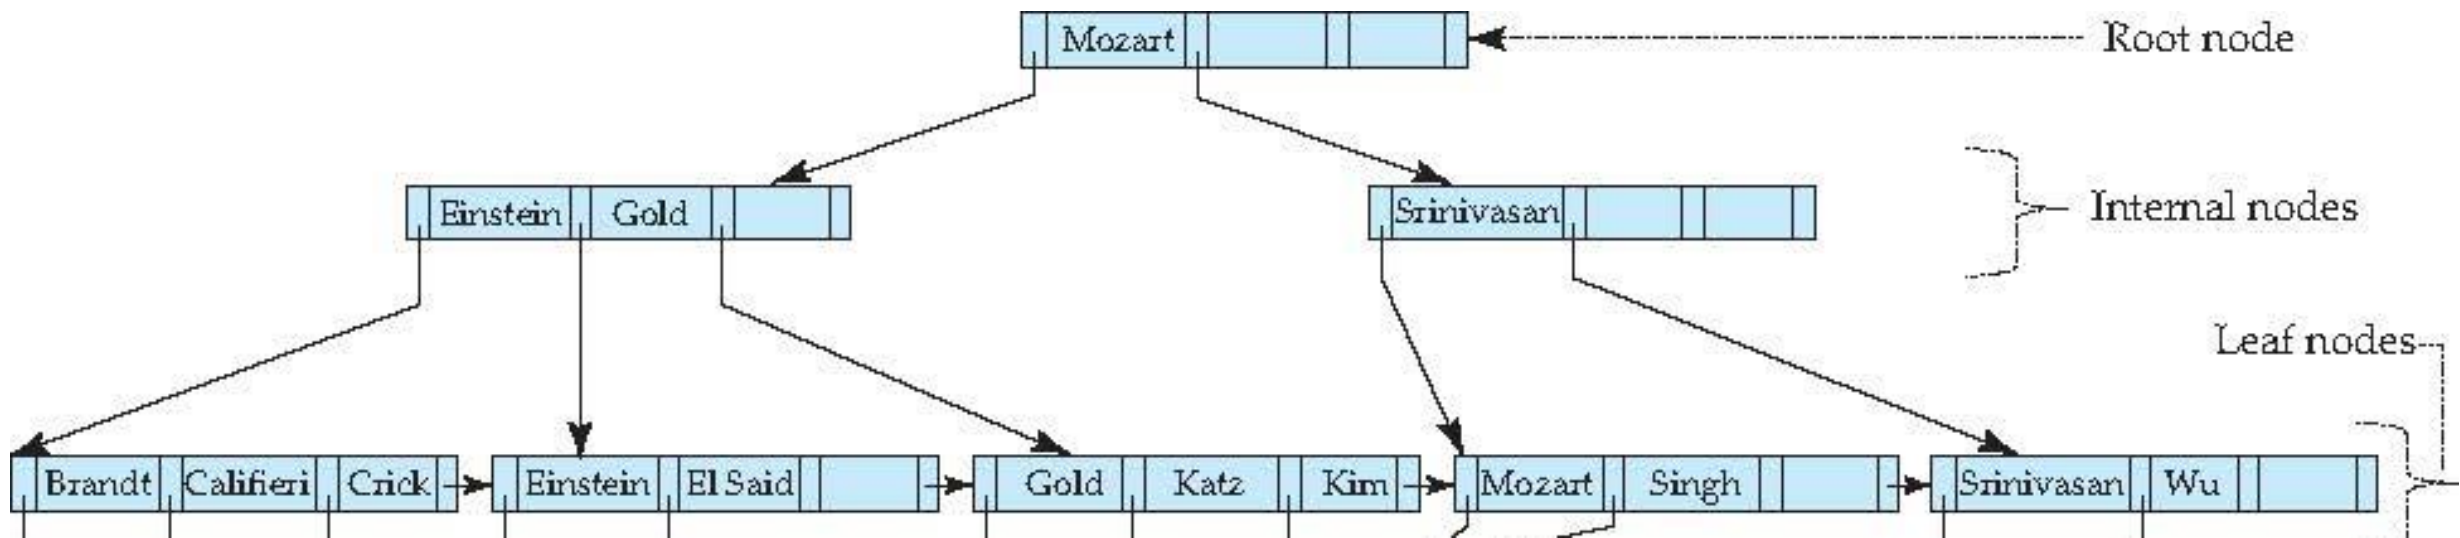 Mozart
Root node
Einstein Gold
Srinivasan
Internal nodes
Leaf nodes
Brandt Califieri Crick
Einstein El Said
Gold Katz Kim
Mozart Singh
Srinivasan Wu